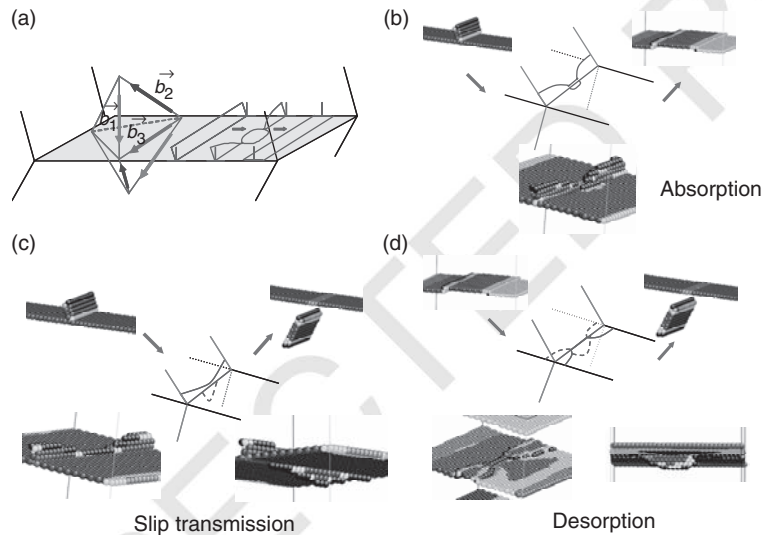 (a)
b₁
b₂
b₃
(b)
Absorption
(c)
Slip transmission
(d)
Desorption